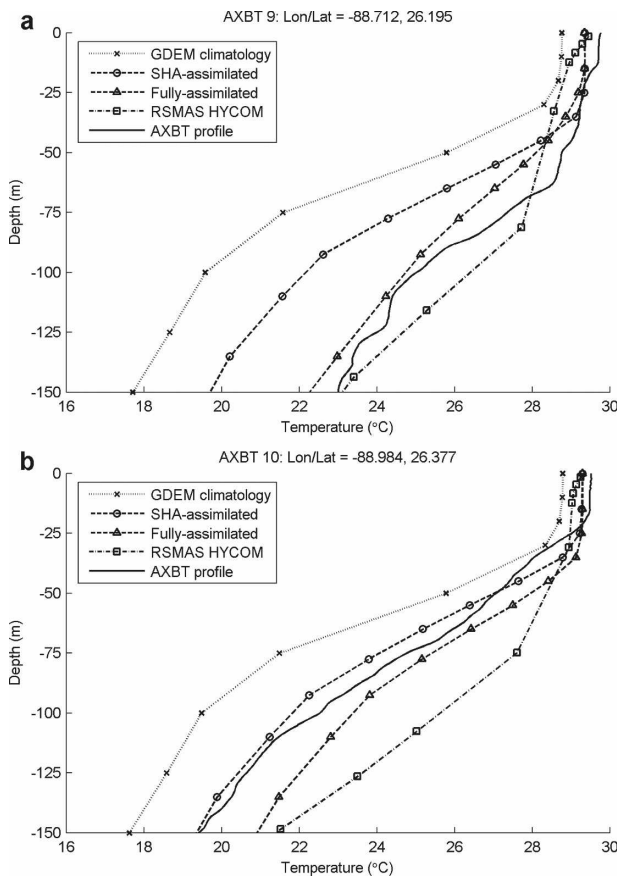 a
AXBT 9: Lon/Lat = -88.712, 26.195
0
-25
-50
-75
-100
-125
-150
Depth (m)
GDEM climatology
SHA-assimilated
Fully-assimilated
RSMAS HYCOM
AXBT profile
16 18 20 22 24 26 28 30
Temperature (°C)
b
AXBT 10: Lon/Lat = -88.984, 26.377
0
-25
-50
-75
-100
-125
-150
Depth (m)
GDEM climatology
SHA-assimilated
Fully-assimilated
RSMAS HYCOM
AXBT profile
16 18 20 22 24 26 28 30
Temperature (°C)